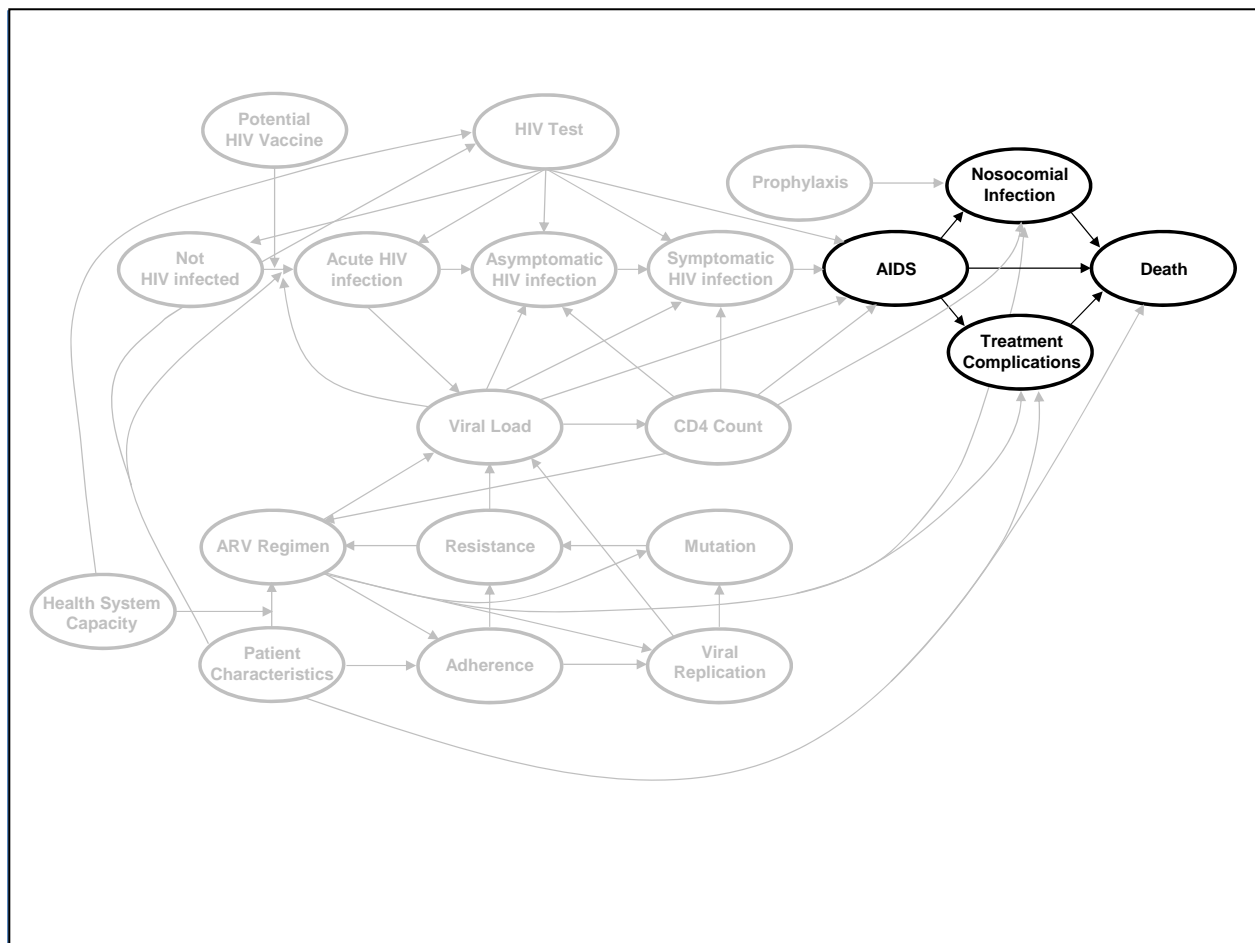 Potential
HIV Vaccine
HIV Test
Prophylaxis
Nosocomial
Infection
Not
HIV infected
Acute HIV
infection
Asymptomatic
HIV infection
Symptomatic
HIV infection
AIDS
Death
Treatment
Complications
Viral Load
CD4 Count
ARV Regimen
Resistance
Mutation
Health System
Capacity
Patient
Characteristics
Adherence
Viral
Replication